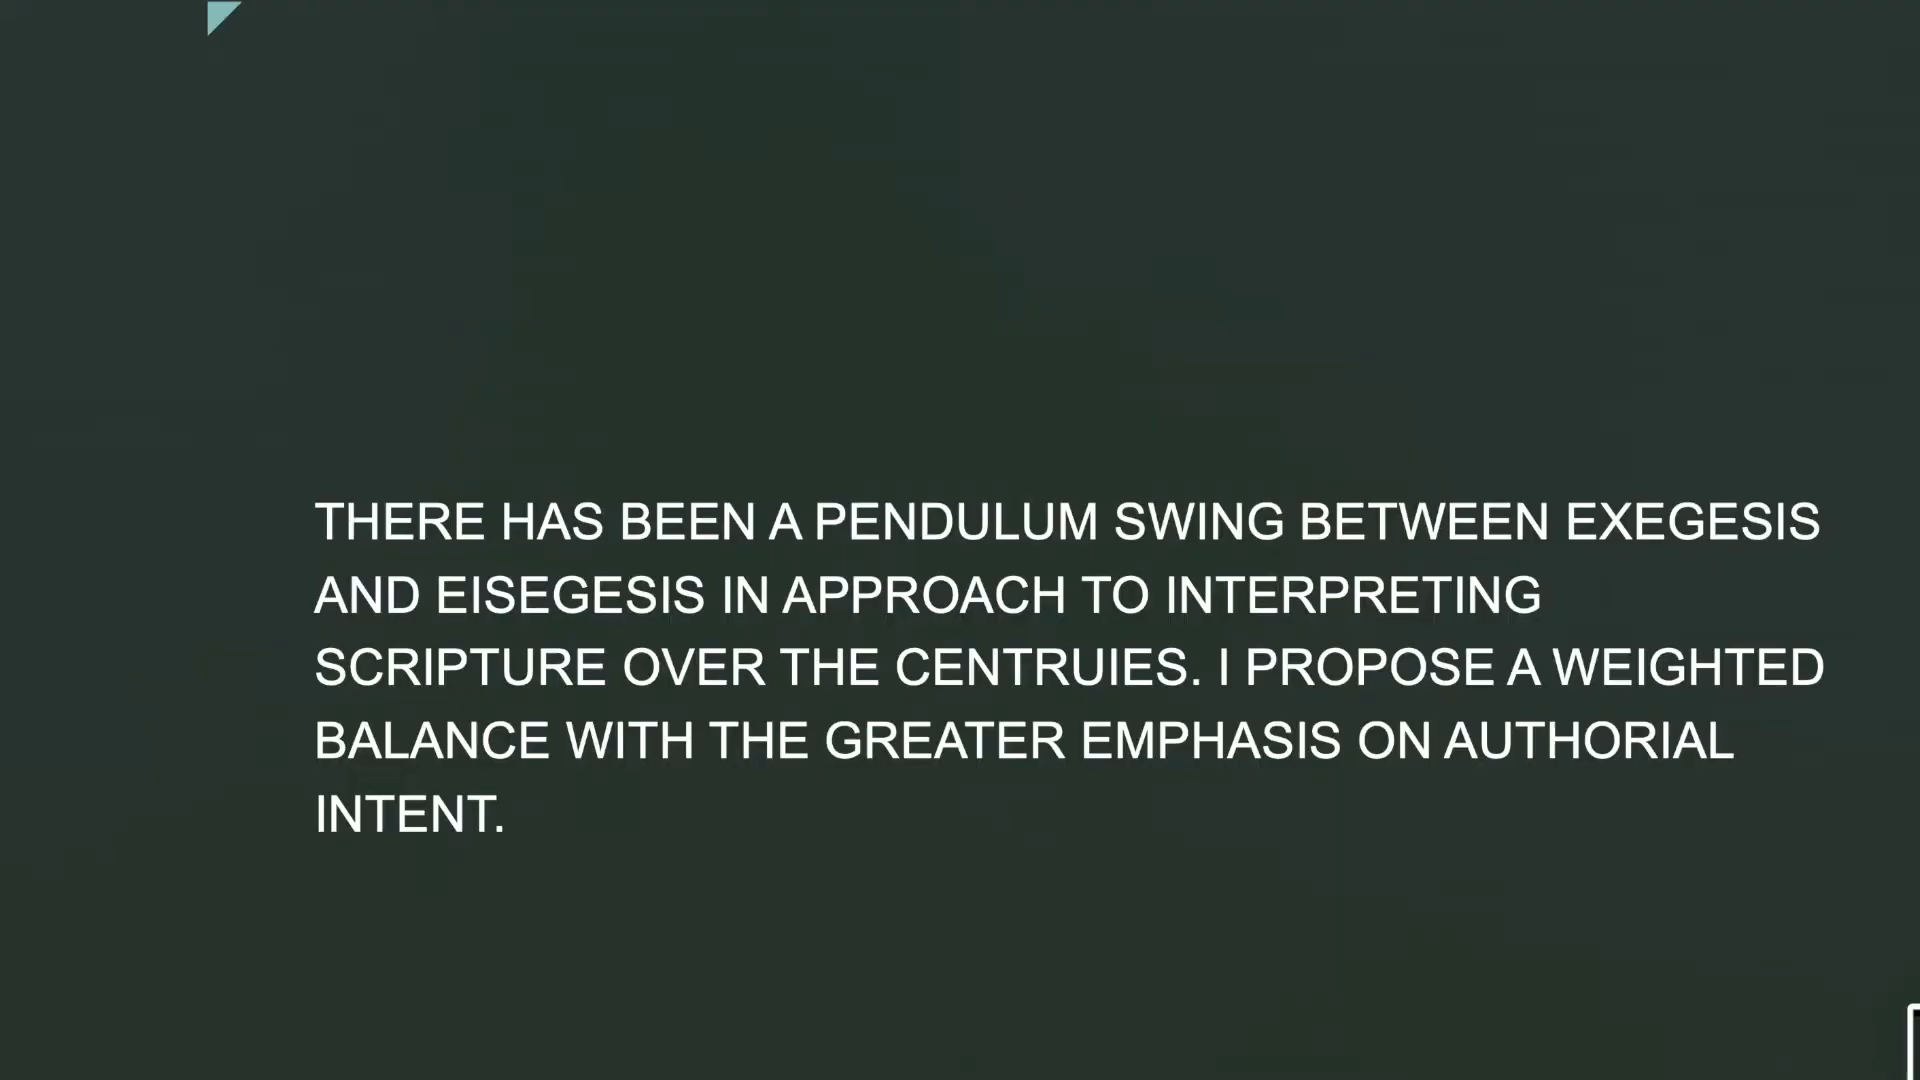 THERE HAS BEEN A PENDULUM SWING BETWEEN EXEGESIS
AND EISEGESIS IN APPROACH TO INTERPRETING
SCRIPTURE OVER THE CENTRUIES. I PROPOSE A WEIGHTED
BALANCE WITH THE GREATER EMPHASIS ON AUTHORIAL
INTENT.